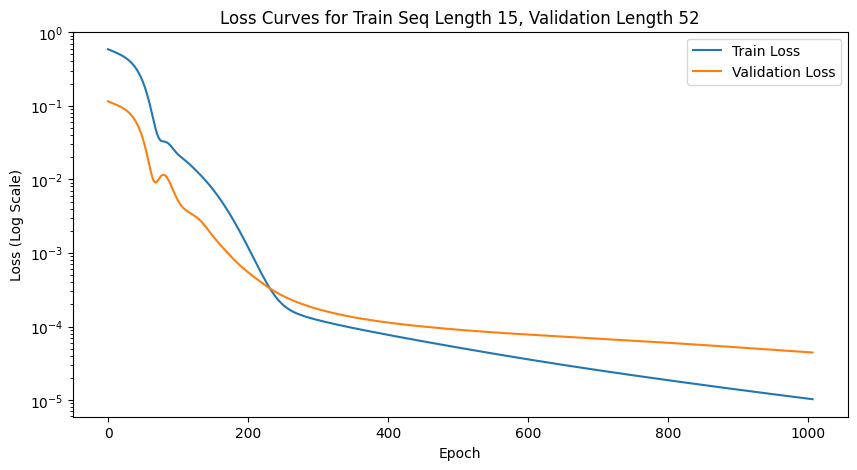 Loss Curves for Train Seq Length 15, Validation Length 52
Train Loss
Validation Loss
Loss (Log Scale)
10⁰
10⁻¹
10⁻²
10⁻³
10⁻⁴
10⁻⁵
0 200 400 600 800 1000
Epoch